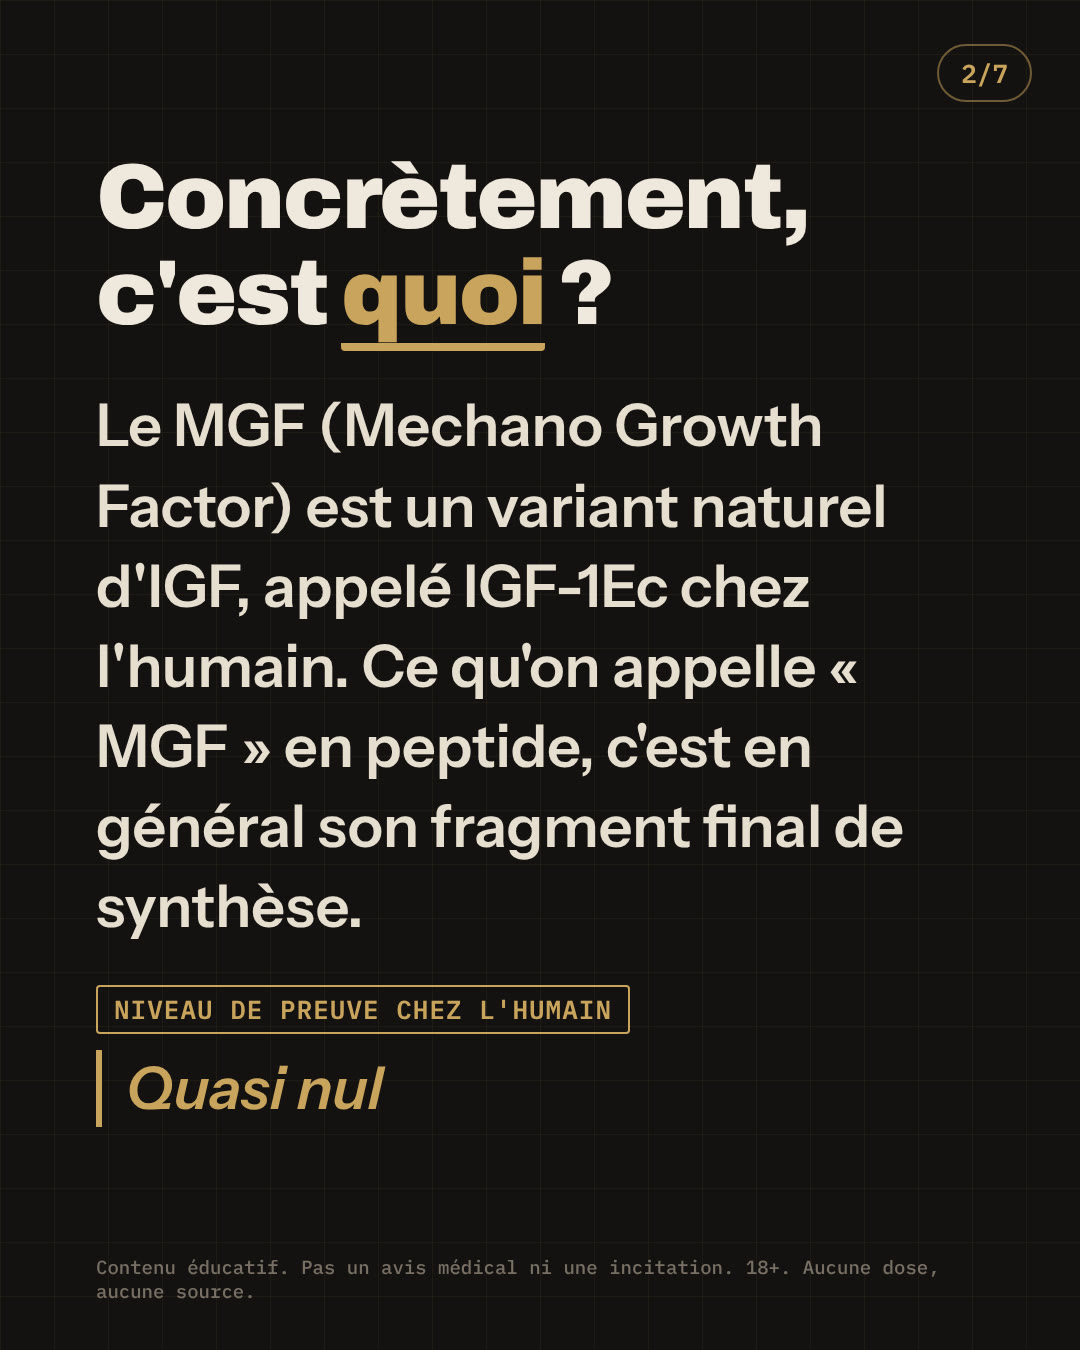 2/7
Concrètement,
c'est quoi ?
Le MGF (Mechano Growth
Factor) est un variant naturel
d'IGF, appelé IGF-1Ec chez
l'humain. Ce qu'on appelle «
MGF » en peptide, c'est en
général son fragment final de
synthèse.
NIVEAU DE PREUVE CHEZ L'HUMAIN
Quasi nul
Contenu éducatif. Pas un avis médical ni une incitation. 18+. Aucune dose,
aucune source.